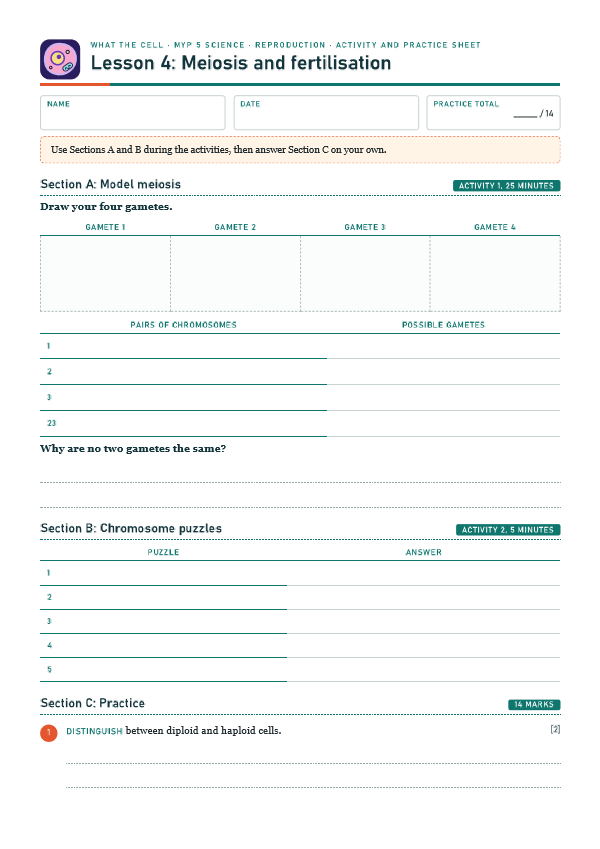 WHAT THE CELL · MYP 5 SCIENCE · REPRODUCTION · ACTIVITY AND PRACTICE SHEET
Lesson 4: Meiosis and fertilisation
NAME
DATE
PRACTICE TOTAL
_____ / 14
Use Sections A and B during the activities, then answer Section C on your own.
Section A: Model meiosis
ACTIVITY 1, 25 MINUTES
Draw your four gametes.
GAMETE 1 GAMETE 2 GAMETE 3 GAMETE 4
PAIRS OF CHROMOSOMES POSSIBLE GAMETES
1
2
3
23
Why are no two gametes the same?
Section B: Chromosome puzzles
ACTIVITY 2, 5 MINUTES
PUZZLE ANSWER
1
2
3
4
5
Section C: Practice
14 MARKS
1 DISTINGUISH between diploid and haploid cells. [2]